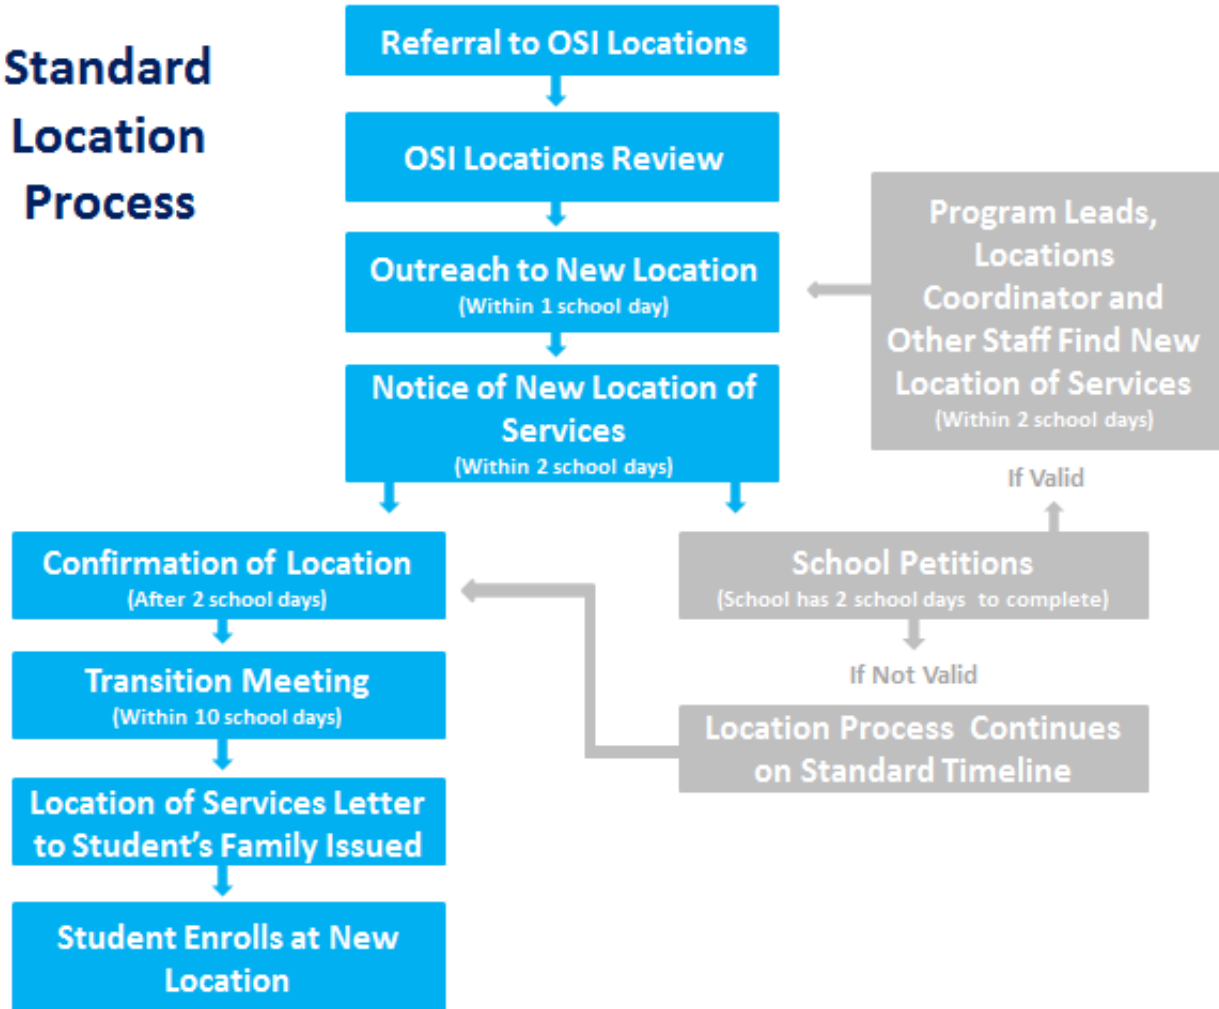 Standard
Location
Process
Referral to OSI Locations
OSI Locations Review
Outreach to New Location
(Within 1 school day)
Notice of New Location of
Services
(Within 2 school days)
Program Leads,
Locations
Coordinator and
Other Staff Find New
Location of Services
(Within 2 school days)
If Valid
School Petitions
(School has 2 school days to complete)
If Not Valid
Location Process Continues
on Standard Timeline
Confirmation of Location
(After 2 school days)
Transition Meeting
(Within 10 school days)
Location of Services Letter
to Student's Family Issued
Student Enrolls at New
Location